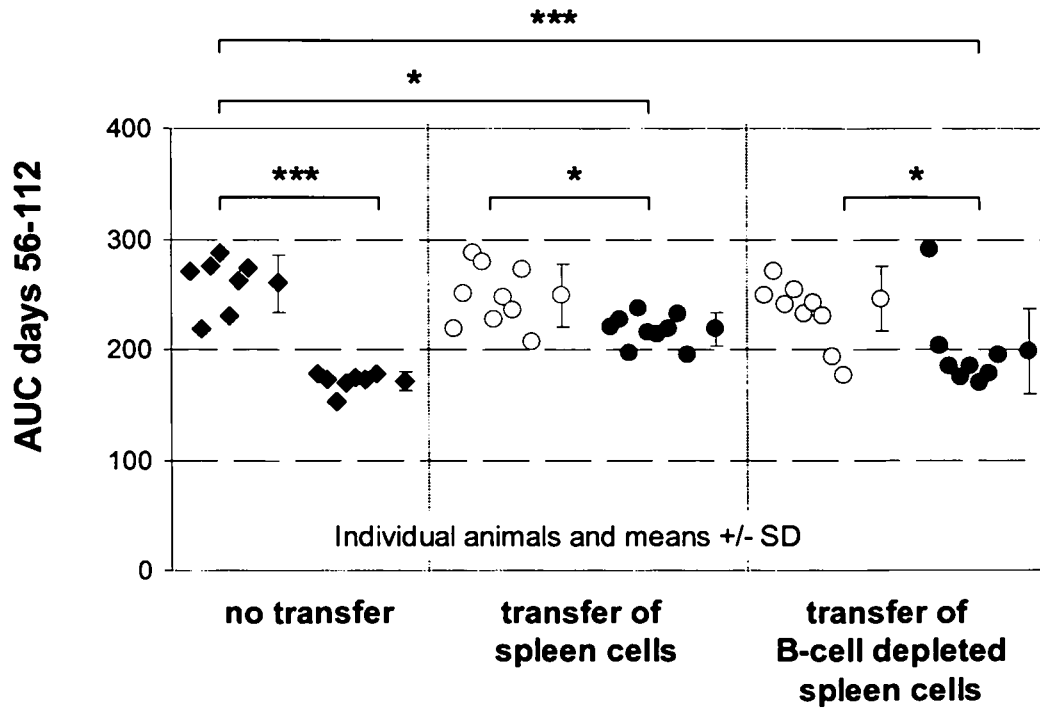 ***
*
400
*** * *
300
200
100
Individual animals and means +/- SD
0
AUC days 56-112
no transfer
transfer of
spleen cells
transfer of
B-cell depleted
spleen cells